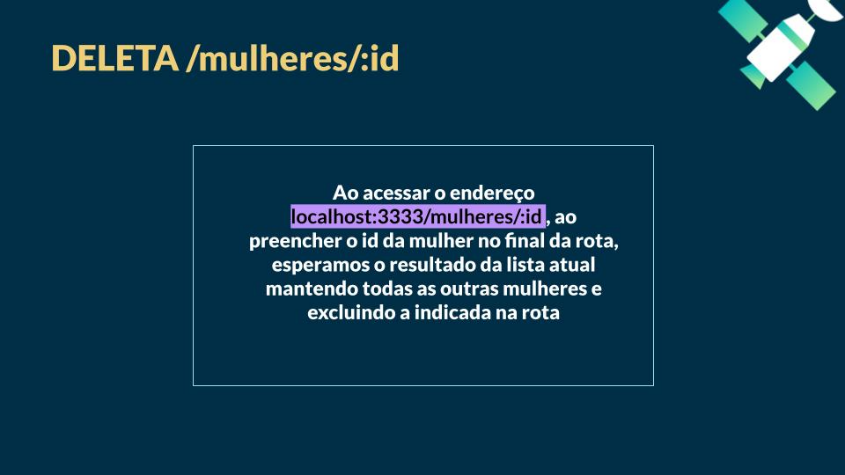 DELETA /mulheres/:id
Ao acessar o endereço
localhost:3333/mulheres/:id , ao
preencher o id da mulher no final da rota,
esperamos o resultado da lista atual
mantendo todas as outras mulheres e
excluindo a indicada na rota